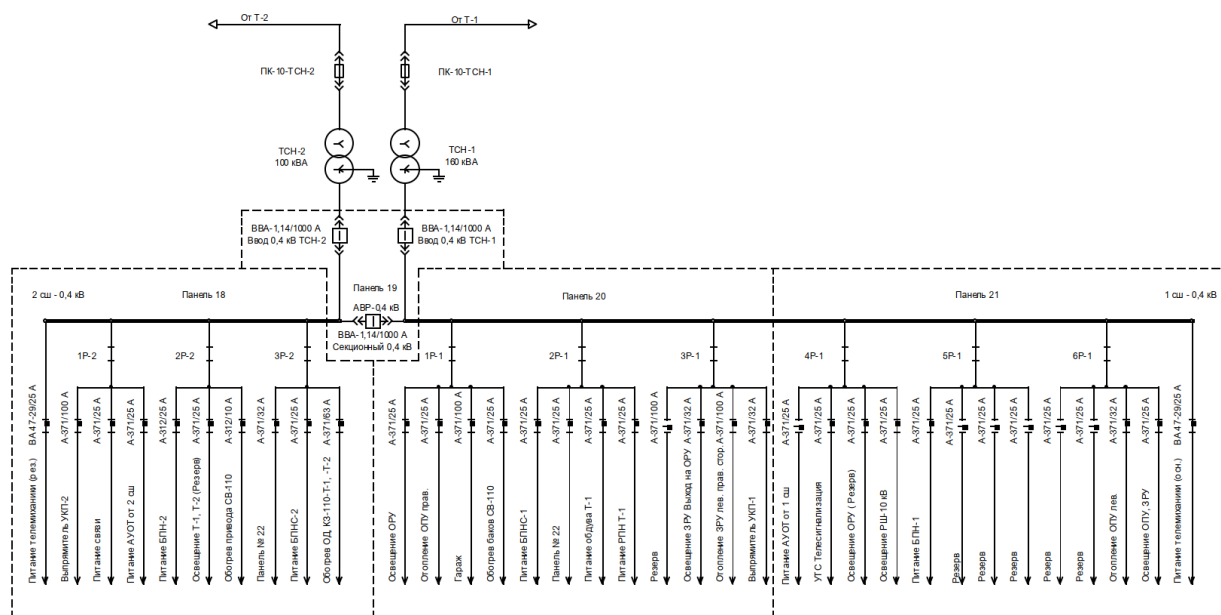 От Т-2
От Т-1
ПК-10-ТСН-2
ПК-10-ТСН-1
ТСН-2
100 кВА
ТСН-1
160 кВА
ВВА-1,14/1000 А
Ввод 0,4 кВ ТСН-2
ВВА-1,14/1000 А
Ввод 0,4 кВ ТСН-1
2 сш - 0,4 кВ
Панель 18
Панель 19
АВР-0,4 кВ
ВВА-1,14/1000 А
Секционный 0,4 кВ
Панель 20
Панель 21
1 сш - 0,4 кВ
1Р-2
2Р-2
3Р-2
1Р-1
2Р-1
3Р-1
4Р-1
5Р-1
6Р-1
ВА 47-29/25 А
А-371/100 А
А-371/25 А
А-371/25 А
А-312/25 А
А-371/25 А
А-312/10 А
А-371/32 А
А-371/25 А
А-371/63 А
А-371/25 А
А-371/25 А
А-371/100 А
А-371/25 А
А-371/25 А
А-371/25 А
А-371/25 А
А-371/25 А
А-371/100 А
А-371/32 А
А-371/100 А
А-371/32 А
А-371/25 А
А-371/25 А
А-371/25 А
А-371/25 А
А-371/25 А
А-371/25 А
А-371/25 А
А-371/25 А
А-371/25 А
А-371/32 А
А-371/25 А
ВА 47-29/25 А
Питание телемиханики (рез.)
Выпрямитель УКП-2
Питание связи
Питание АУОТ от 2 сш
Питание БПН-2
Освещение Т-1, Т-2 (Резерв)
Обогрев привода СВ-110
Панель № 22
Питание БПНС-2
Обогрев ОД, КЗ-110-Т-1, -Т-2
Освещение ОРУ
Отопление ОПУ прав.
Гараж
Обогрев баков СВ-110
Питание БПНС-1
Панель № 22
Питание обдува Т-1
Питание РПН Т-1
Резерв
Освещение ЗРУ Выход на ОРУ
Отопление ЗРУ лев. прав. стор.
Выпрямитель УКП-1
Питание АУОТ от 1 сш
УТС Телесигнализация
Освещение ОРУ (Резерв)
Освещение РШ-10 кВ
Питание БПН-1
Резерв
Резерв
Резерв
Резерв
Резерв
Отопление ОПУ лев.
Освещение ОПУ, ЗРУ
Питание телемиханики (осн.)